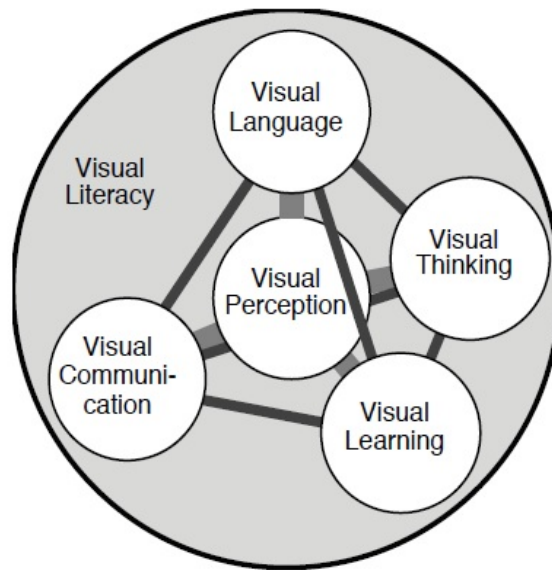 Visual
Language
Visual
Literacy
Visual
Thinking
Visual
Perception
Visual
Communi-
cation
Visual
Learning